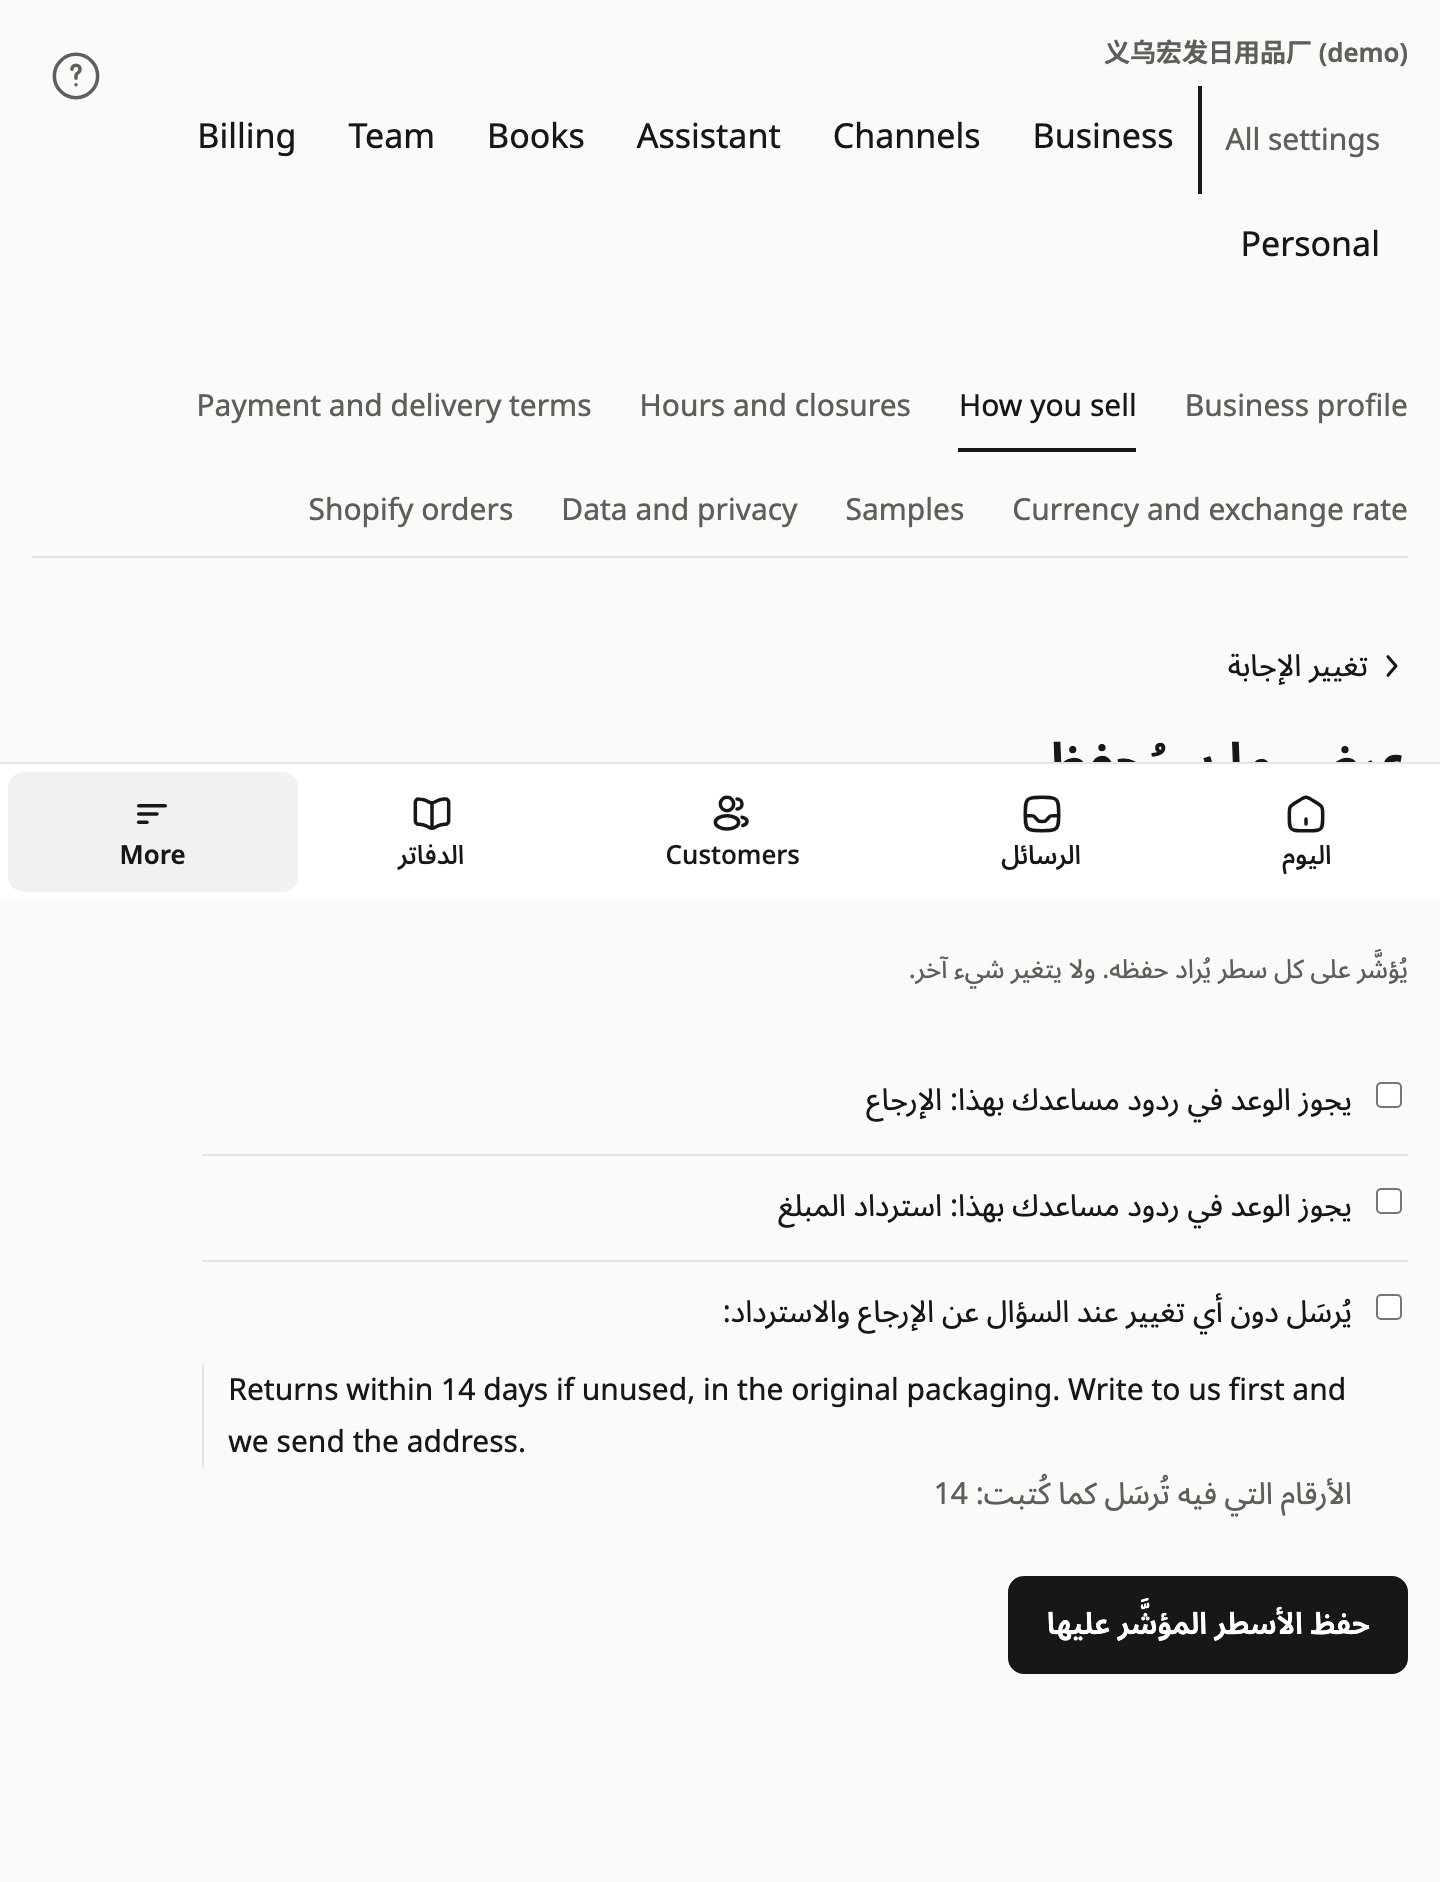 义乌宏发日用品厂 (demo)
All settings
Business
Channels
Assistant
Books
Team
Billing
Personal
Business profile
How you sell
Hours and closures
Payment and delivery terms
Currency and exchange rate
Samples
Data and privacy
Shopify orders
تغيير الإجابة
اليوم
الرسائل
Customers
الدفاتر
More
يُؤشَّر على كل سطر يُراد حفظه. ولا يتغير شيء آخر.
يجوز الوعد في ردود مساعدك بهذا: الإرجاع
يجوز الوعد في ردود مساعدك بهذا: استرداد المبلغ
يُرسَل دون أي تغيير عند السؤال عن الإرجاع والاسترداد:
Returns within 14 days if unused, in the original packaging. Write to us first and
we send the address.
الأرقام التي فيه تُرسَل كما كُتبت: 14
حفظ الأسطر المؤشَّر عليها